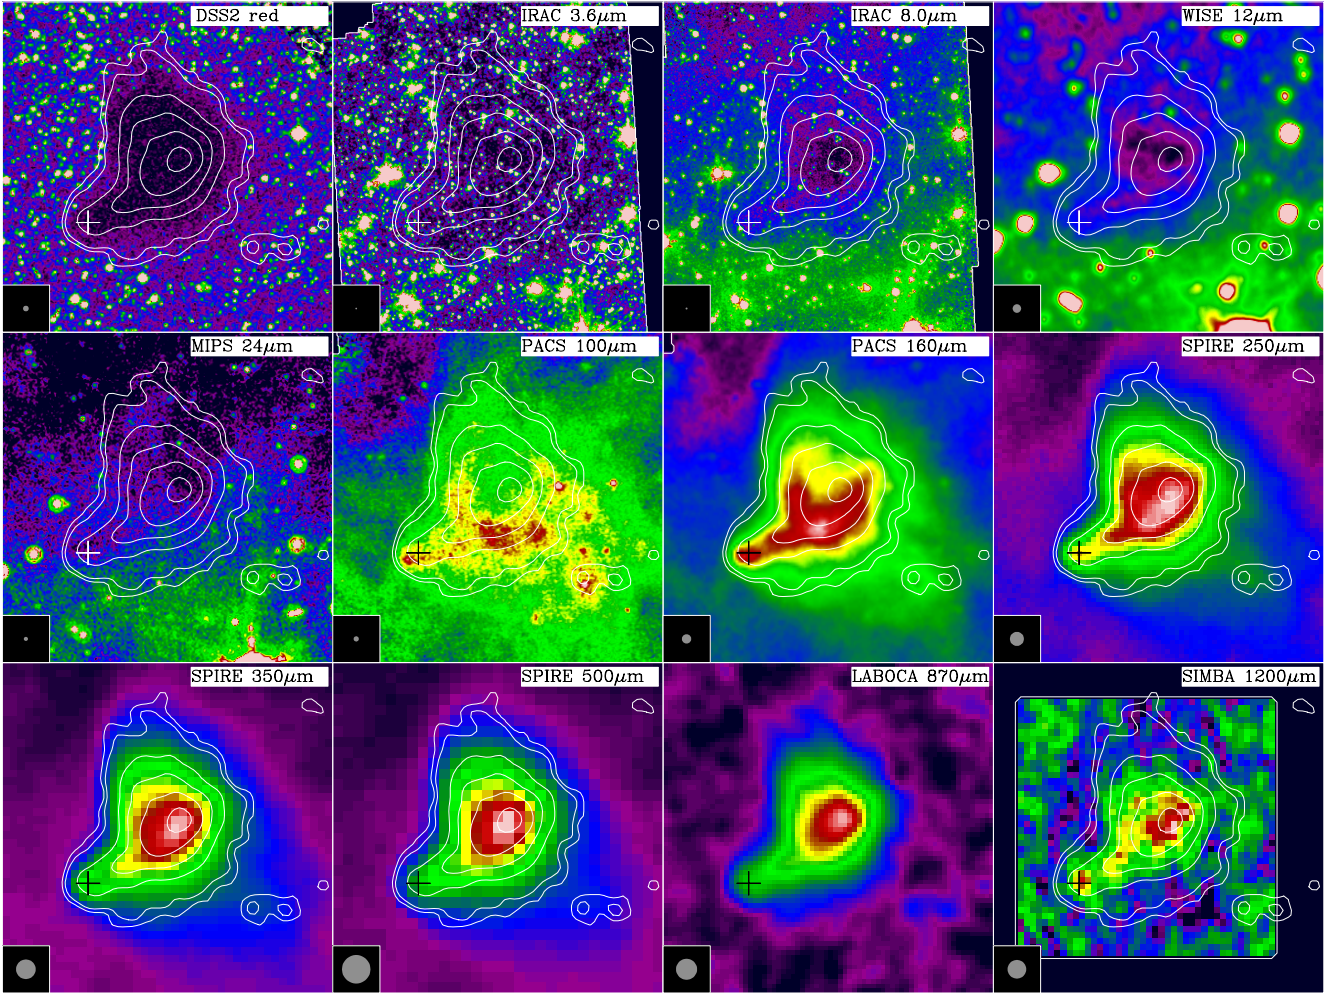 DSS2 red
IRAC 3.6μm
IRAC 8.0μm
WISE 12μm
MIPS 24μm
PACS 100μm
PACS 160μm
SPIRE 250μm
SPIRE 350μm
SPIRE 500μm
LABOCA 870μm
SIMBA 1200μm